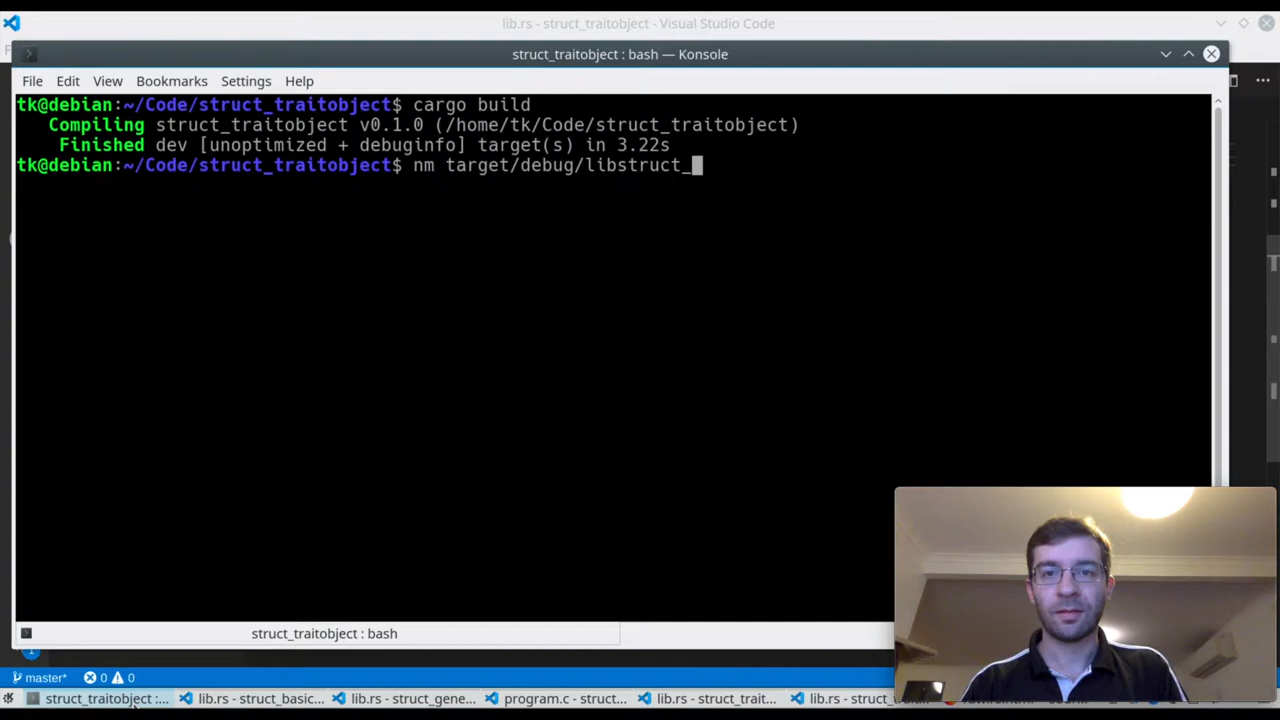 lib.rs - struct_traitobject - Visual Studio Code
struct_traitobject : bash — Konsole
File Edit View Bookmarks Settings Help
tk@debian:~/Code/struct_traitobject$ cargo build
Compiling struct_traitobject v0.1.0 (/home/tk/Code/struct_traitobject)
Finished dev [unoptimized + debuginfo] target(s) in 3.22s
tk@debian:~/Code/struct_traitobject$ nm target/debug/libstruct_
struct_traitobject : bash
1
master* 0 0
struct_traitobject :... lib.rs - struct_basic... lib.rs - struct_gene... program.c - struct... lib.rs - struct_trait... lib.rs - struct_